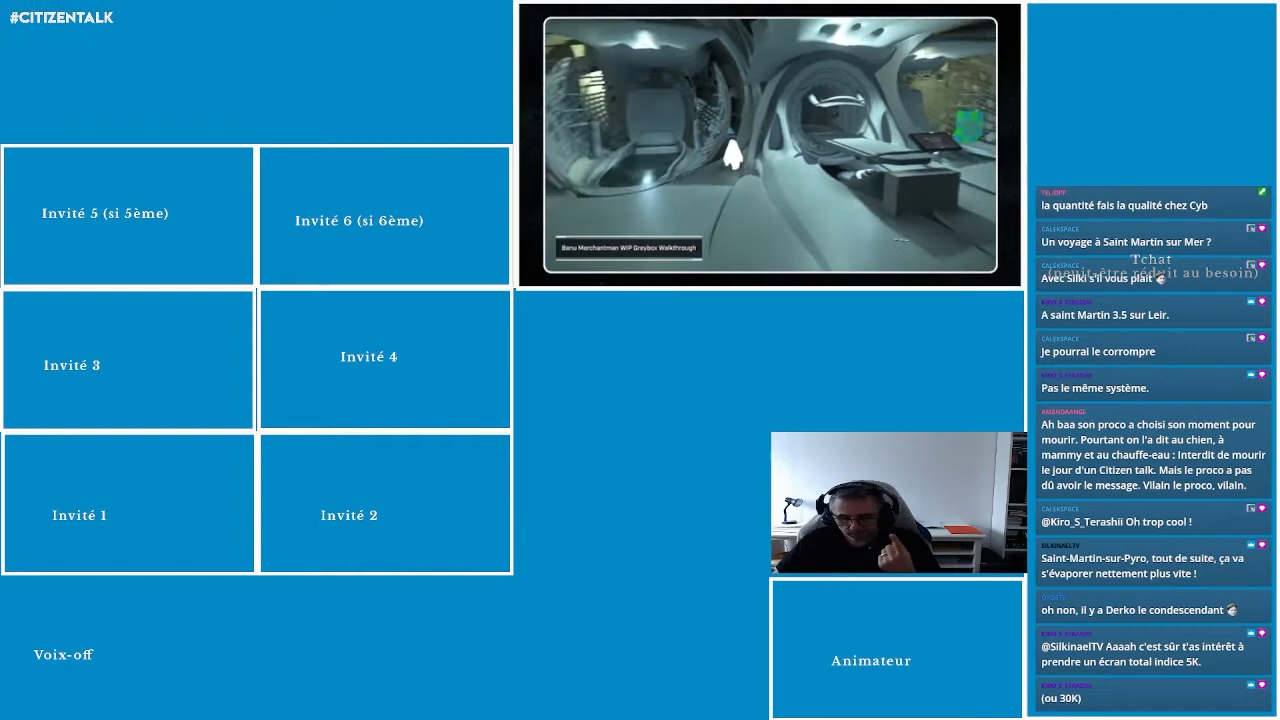 #CITIZENTALK
Invité 5 (si 5ème)
Invité 6 (si 6ème)
Invité 3
Invité 4
Invité 1
Invité 2
Voix-off
Banu Merchantman WIP Greybox Walkthrough
Animateur
TELIOPF
la quantité fais la qualité chez Cyb
CALEKSPACE
Un voyage à Saint Martin sur Mer ?
Tchat
(peuit-être réduit au besoin)
CALEKSPACE
Avec Silki s'il vous plait
KIRO_S_TERASHII
A saint Martin 3.5 sur Leir.
CALEKSPACE
Je pourrai le corrompre
KIRO_S_TERASHII
Pas le même système.
AMANDAANGE
Ah baa son proco a choisi son moment pour
mourir. Pourtant on l'a dit au chien, à
mammy et au chauffe-eau : Interdit de mourir
le jour d'un Citizen talk. Mais le proco a pas
dû avoir le message. Vilain le proco, vilain.
CALEKSPACE
@Kiro_S_Terashii Oh trop cool !
SILKINAELTV
Saint-Martin-sur-Pyro, tout de suite, ça va
s'évaporer nettement plus vite !
oh non, il y a Derko le condescendant
KIRO_S_TERASHII
@SilkinaelTV Aaaah c'est sûr t'as intérêt à
prendre un écran total indice 5K.
KIRO_S_TERASHII
(ou 30K)